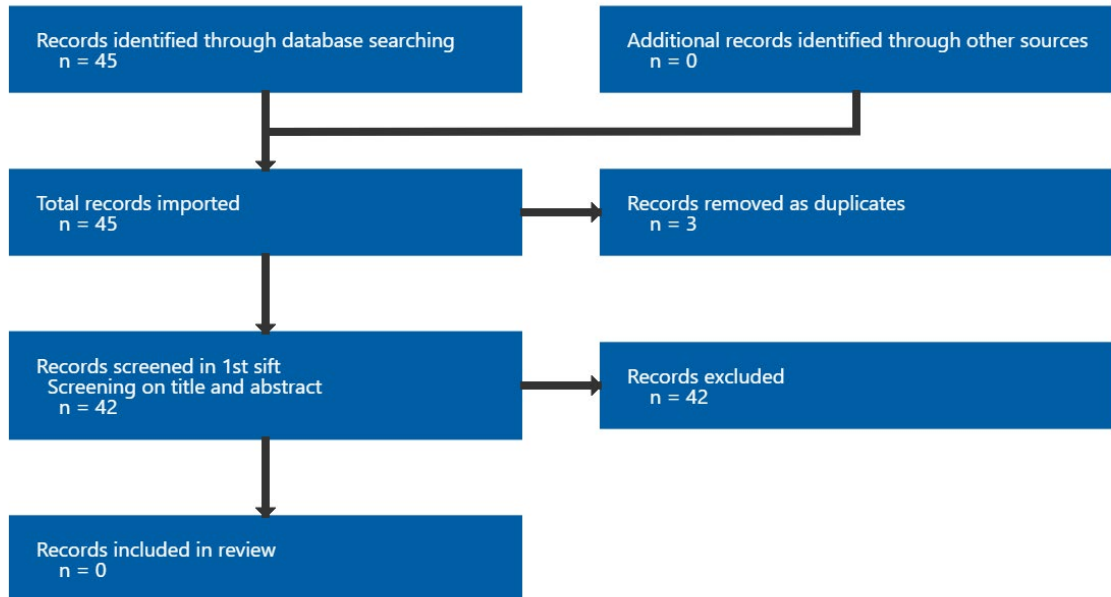 Records identified through database searching
n = 45
Additional records identified through other sources
n = 0
Total records imported
n = 45
Records removed as duplicates
n = 3
Records screened in 1st sift
Screening on title and abstract
n = 42
Records excluded
n = 42
Records included in review
n = 0